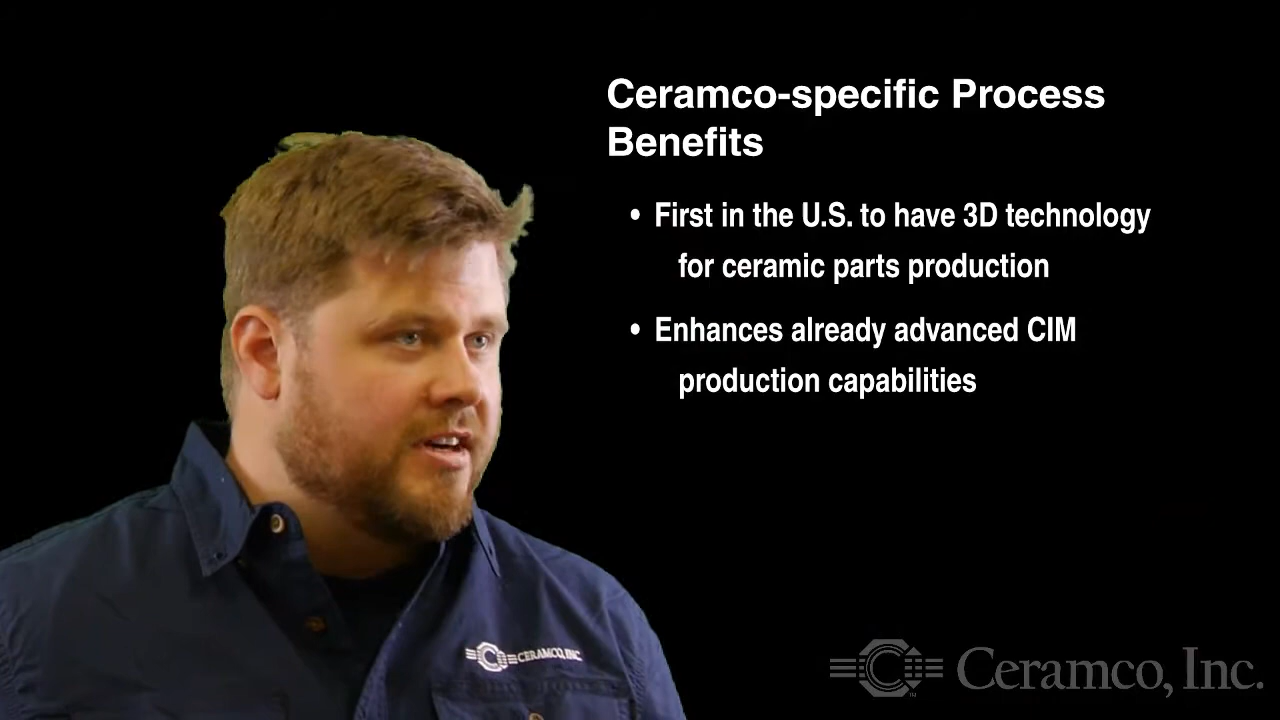 Ceramco-specific Process
Benefits
• First in the U.S. to have 3D technology
for ceramic parts production
• Enhances already advanced CIM
production capabilities
CERAMCO, INC
Ceramco, Inc.